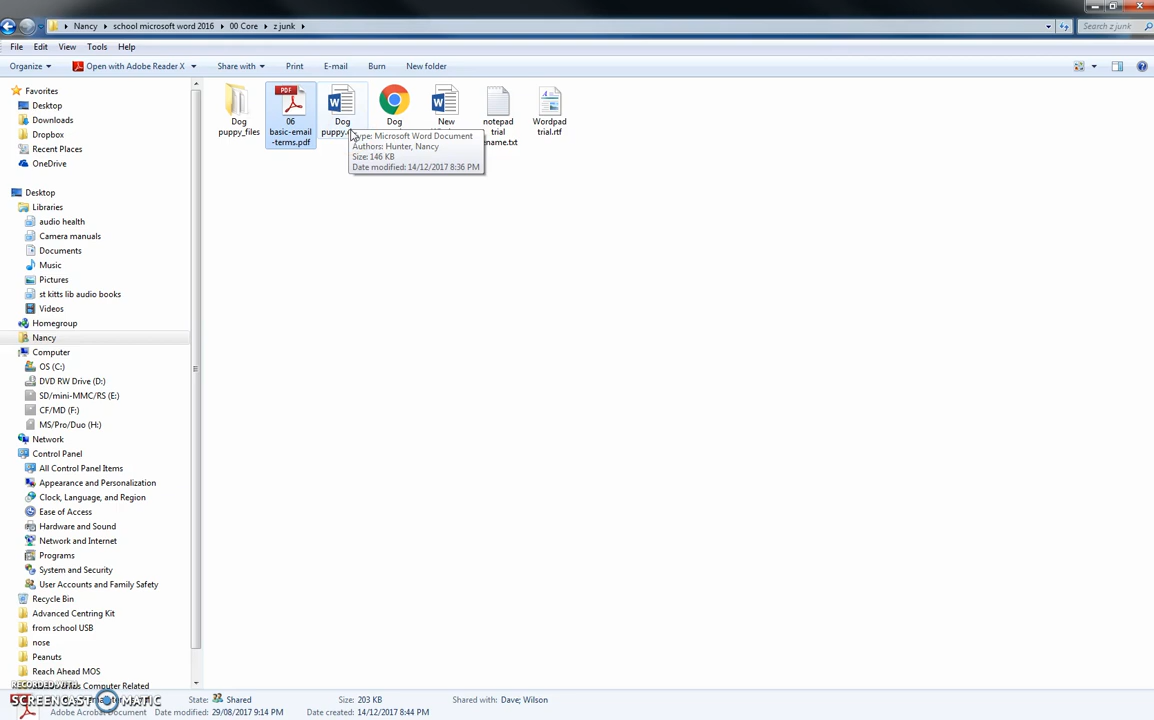 Nancy ▸ school microsoft word 2016 ▸ 00 Core ▸ z junk ▸
Search z junk
File Edit View Tools Help
Organize ▾ Open with Adobe Reader X ▾ Share with ▾ Print E-mail Burn New folder
Favorites
Desktop
Downloads
Dropbox
Recent Places
OneDrive
Desktop
Libraries
audio health
Camera manuals
Documents
Music
Pictures
st kitts lib audio books
Videos
Homegroup
Nancy
Computer
OS (C:)
DVD RW Drive (D:)
SD/mini-MMC/RS (E:)
CF/MD (F:)
MS/Pro/Duo (H:)
Network
Control Panel
All Control Panel Items
Appearance and Personalization
Clock, Language, and Region
Ease of Access
Hardware and Sound
Network and Internet
Programs
System and Security
User Accounts and Family Safety
Recycle Bin
Advanced Centring Kit
from school USB
nose
Peanuts
Reach Ahead MOS
Computer Related
Dog
puppy_files
PDF
06
basic-email
-terms.pdf
Dog
Dog
New
notepad
trial
ename.txt
Wordpad
trial.rtf
Type: Microsoft Word Document
Authors: Hunter, Nancy
Size: 146 KB
Date modified: 14/12/2017 8:36 PM
RECORDED WITH
SCREENCAST MATIC
State: Shared Size: 203 KB Shared with: Dave; Wilson
Adobe Acrobat Document Date modified: 29/08/2017 9:14 PM Date created: 14/12/2017 8:44 PM